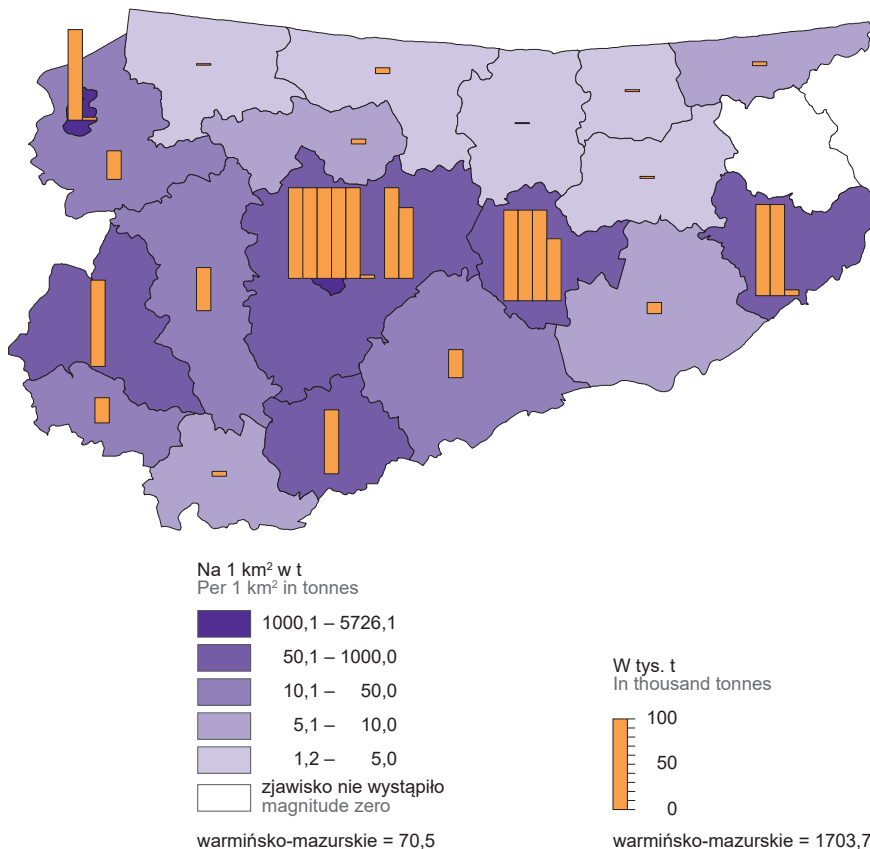 Na 1 km² w t
Per 1 km² in tonnes
1000,1 – 5726,1
50,1 – 1000,0
10,1 – 50,0
5,1 – 10,0
1,2 – 5,0
zjawisko nie wystąpiło
magnitude zero
warmińsko-mazurskie = 70,5
W tys. t
In thousand tonnes
100
50
0
warmińsko-mazurskie = 1703,7